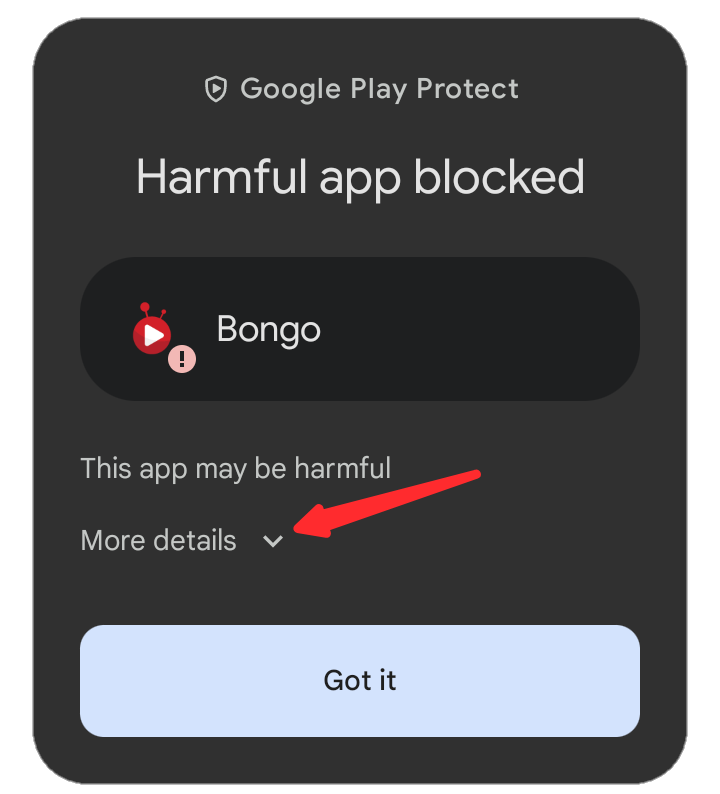 Google Play Protect
Harmful app blocked
Bongo
This app may be harmful
More details
Got it